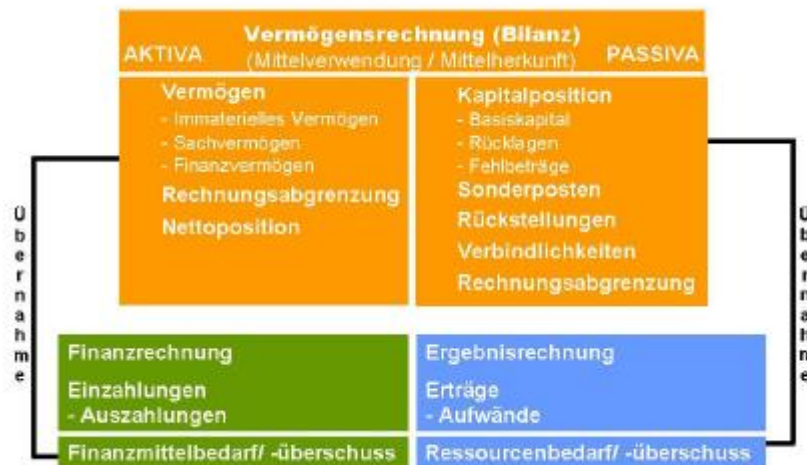 Vermögensrechnung (Bilanz)
AKTIVA
(Mittelverwendung / Mittelherkunft)
PASSIVA
Vermögen
- Immaterielles Vermögen
- Sachvermögen
- Finanzvermögen
Rechnungsabgrenzung
Nettoposition
Kapitalposition
- Basiskapital
- Rücklagen
- Fehlbeträge
Sonderposten
Rückstellungen
Verbindlichkeiten
Rechnungsabgrenzung
Übernahme
Übernahme
Finanzrechnung
Einzahlungen
- Auszahlungen
Finanzmittelbedarf/ -überschuss
Ergebnisrechnung
Erträge
- Aufwände
Ressourcenbedarf/ -überschuss